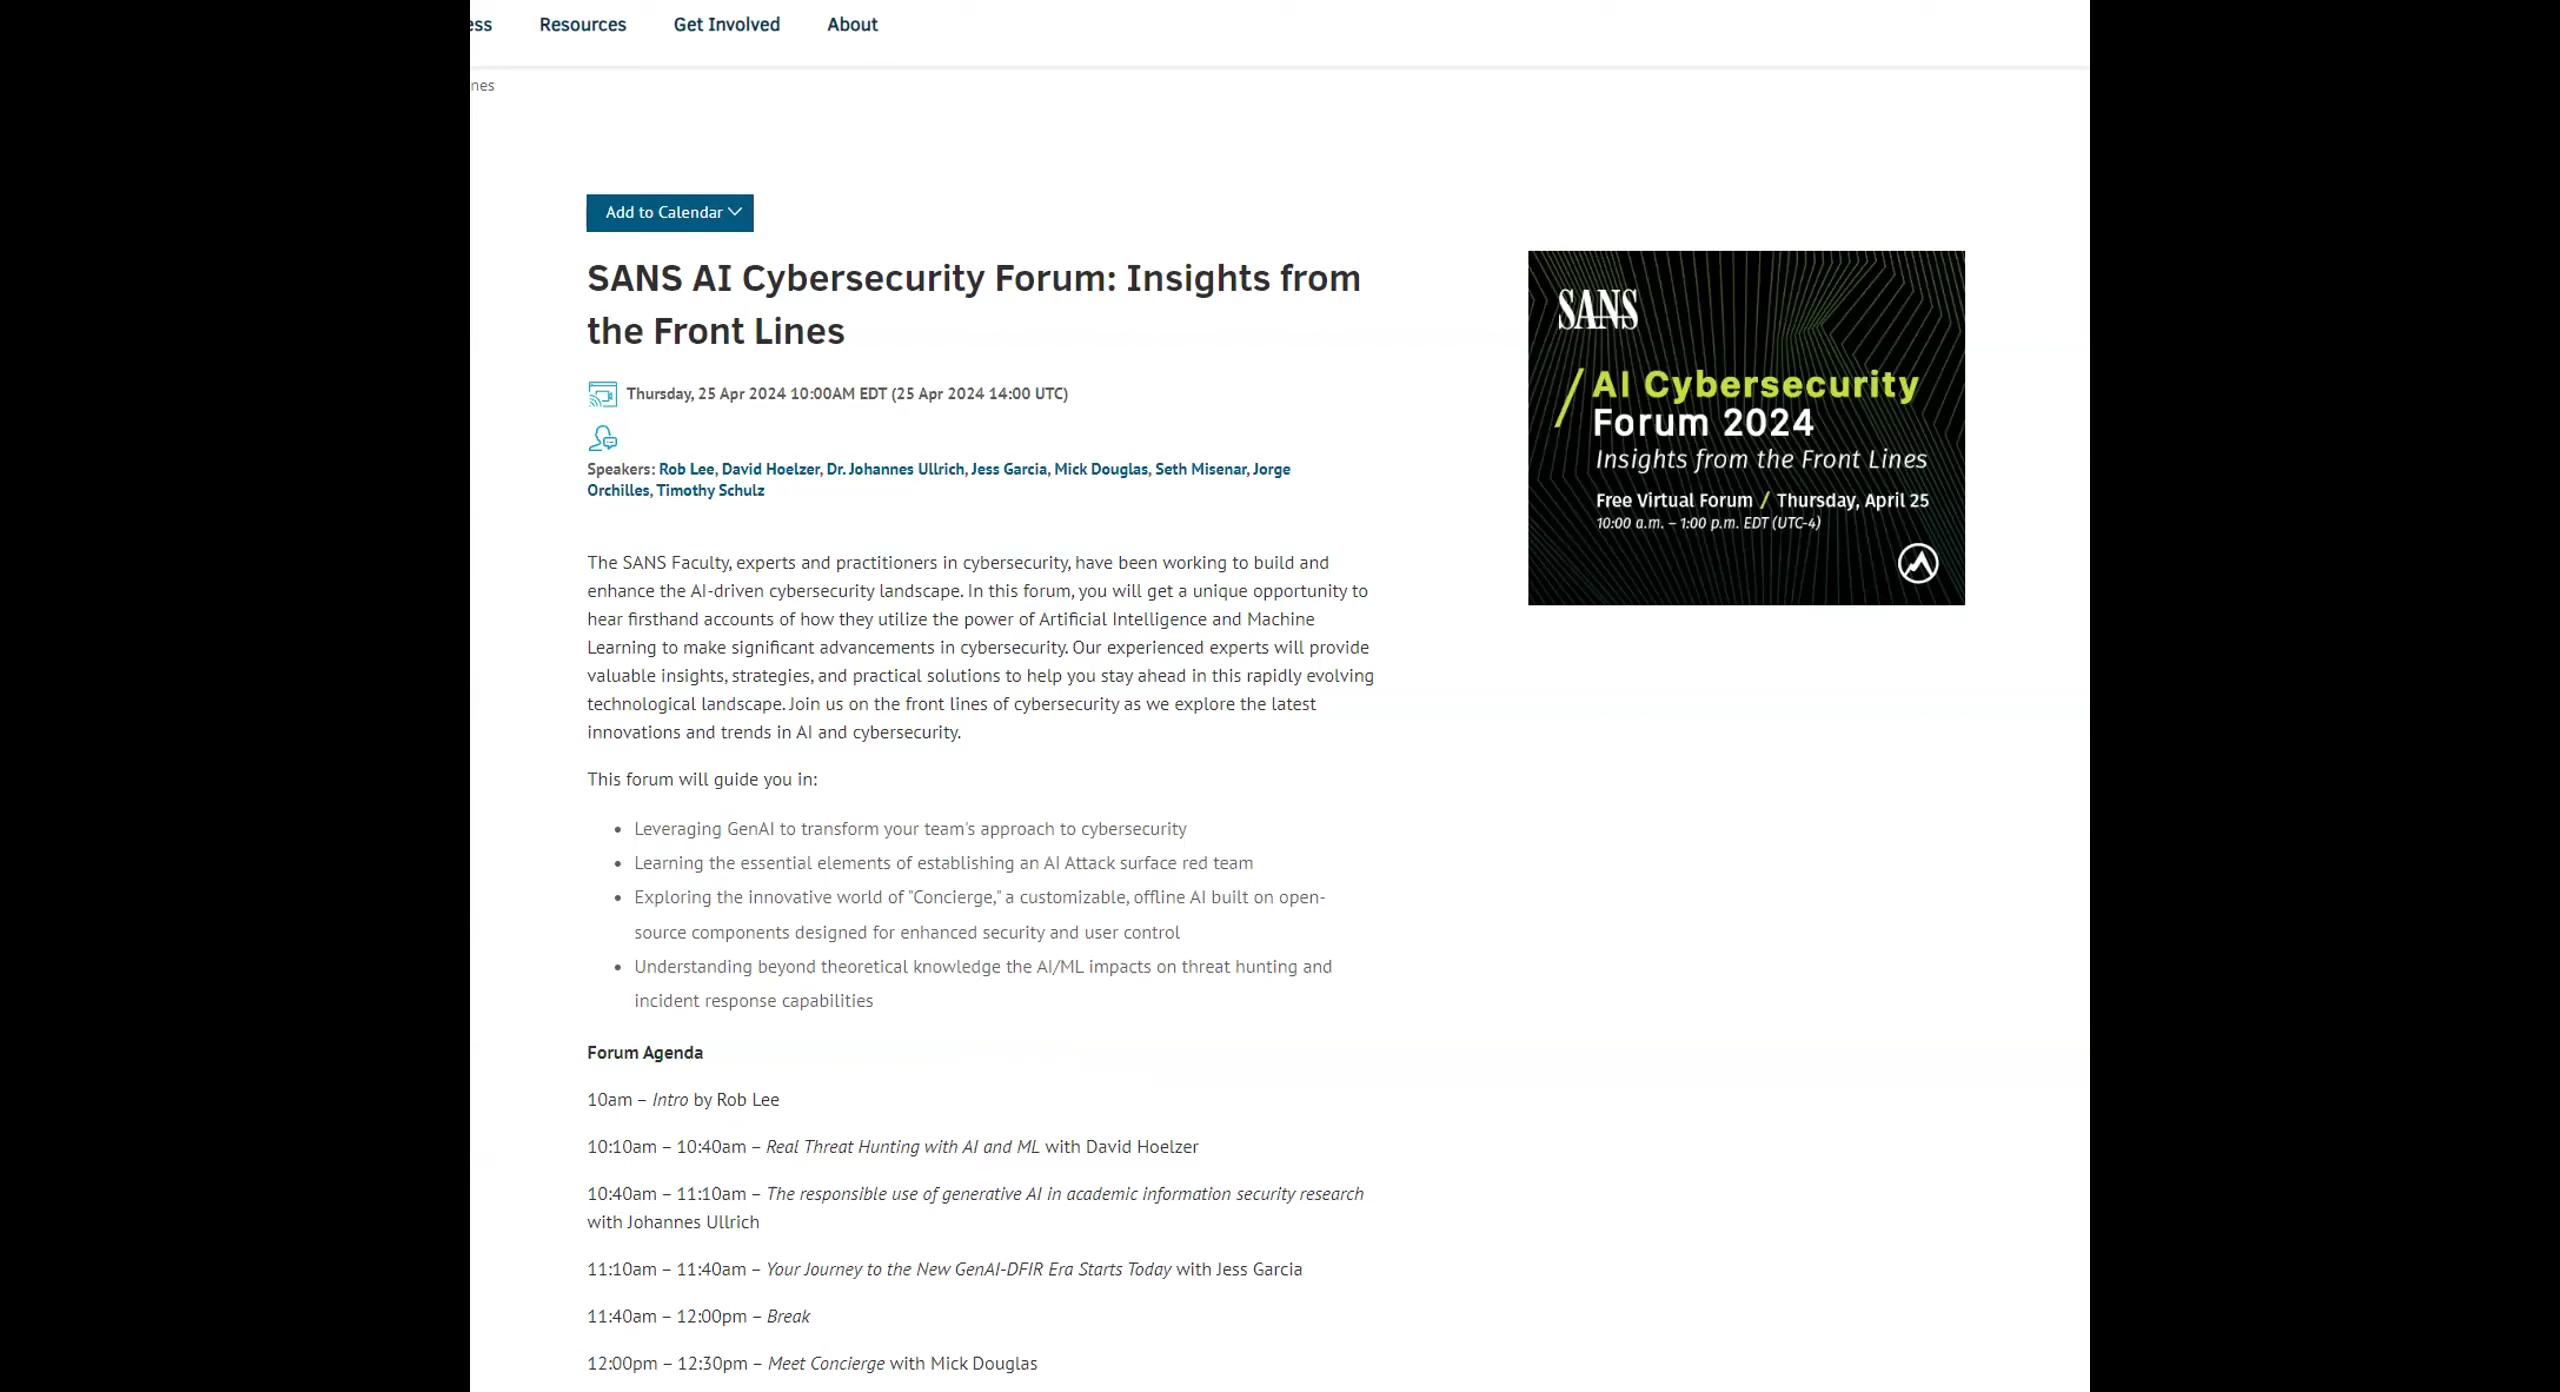 ess Resources Get Involved About
nes
Add to Calendar
SANS AI Cybersecurity Forum: Insights from
the Front Lines
Thursday, 25 Apr 2024 10:00AM EDT (25 Apr 2024 14:00 UTC)
Speakers: Rob Lee, David Hoelzer, Dr. Johannes Ullrich, Jess Garcia, Mick Douglas, Seth Misenar, Jorge
Orchilles, Timothy Schulz
The SANS Faculty, experts and practitioners in cybersecurity, have been working to build and
enhance the AI-driven cybersecurity landscape. In this forum, you will get a unique opportunity to
hear firsthand accounts of how they utilize the power of Artificial Intelligence and Machine
Learning to make significant advancements in cybersecurity. Our experienced experts will provide
valuable insights, strategies, and practical solutions to help you stay ahead in this rapidly evolving
technological landscape. Join us on the front lines of cybersecurity as we explore the latest
innovations and trends in AI and cybersecurity.
This forum will guide you in:
• Leveraging GenAI to transform your team's approach to cybersecurity
• Learning the essential elements of establishing an AI Attack surface red team
• Exploring the innovative world of "Concierge," a customizable, offline AI built on open-
source components designed for enhanced security and user control
• Understanding beyond theoretical knowledge the AI/ML impacts on threat hunting and
incident response capabilities
Forum Agenda
10am – Intro by Rob Lee
10:10am – 10:40am – Real Threat Hunting with AI and ML with David Hoelzer
10:40am – 11:10am – The responsible use of generative AI in academic information security research
with Johannes Ullrich
11:10am – 11:40am – Your Journey to the New GenAI-DFIR Era Starts Today with Jess Garcia
11:40am – 12:00pm – Break
12:00pm – 12:30pm – Meet Concierge with Mick Douglas
SANS
AI Cybersecurity
Forum 2024
Insights from the Front Lines
Free Virtual Forum / Thursday, April 25
10:00 a.m. – 1:00 p.m. EDT (UTC-4)